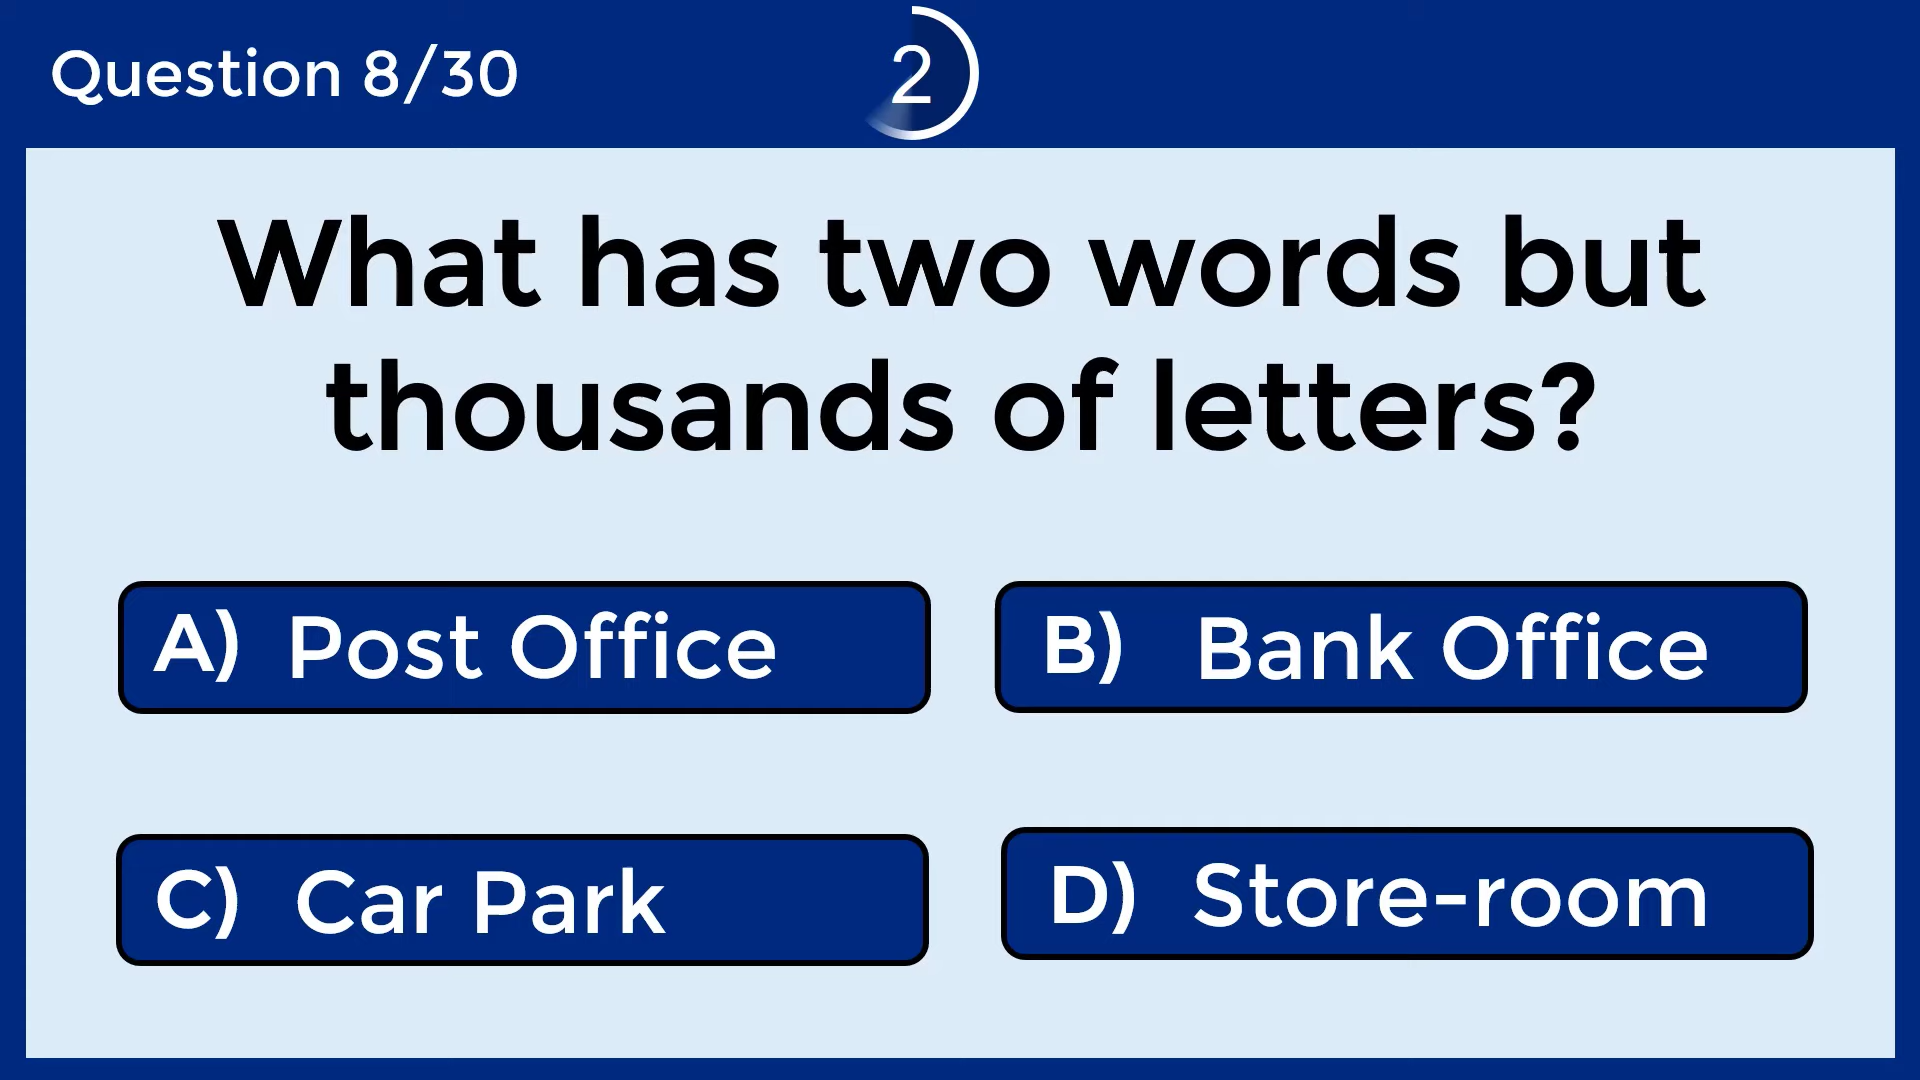 Question 8/30
2
What has two words but
thousands of letters?
A) Post Office
B) Bank Office
C) Car Park
D) Store-room